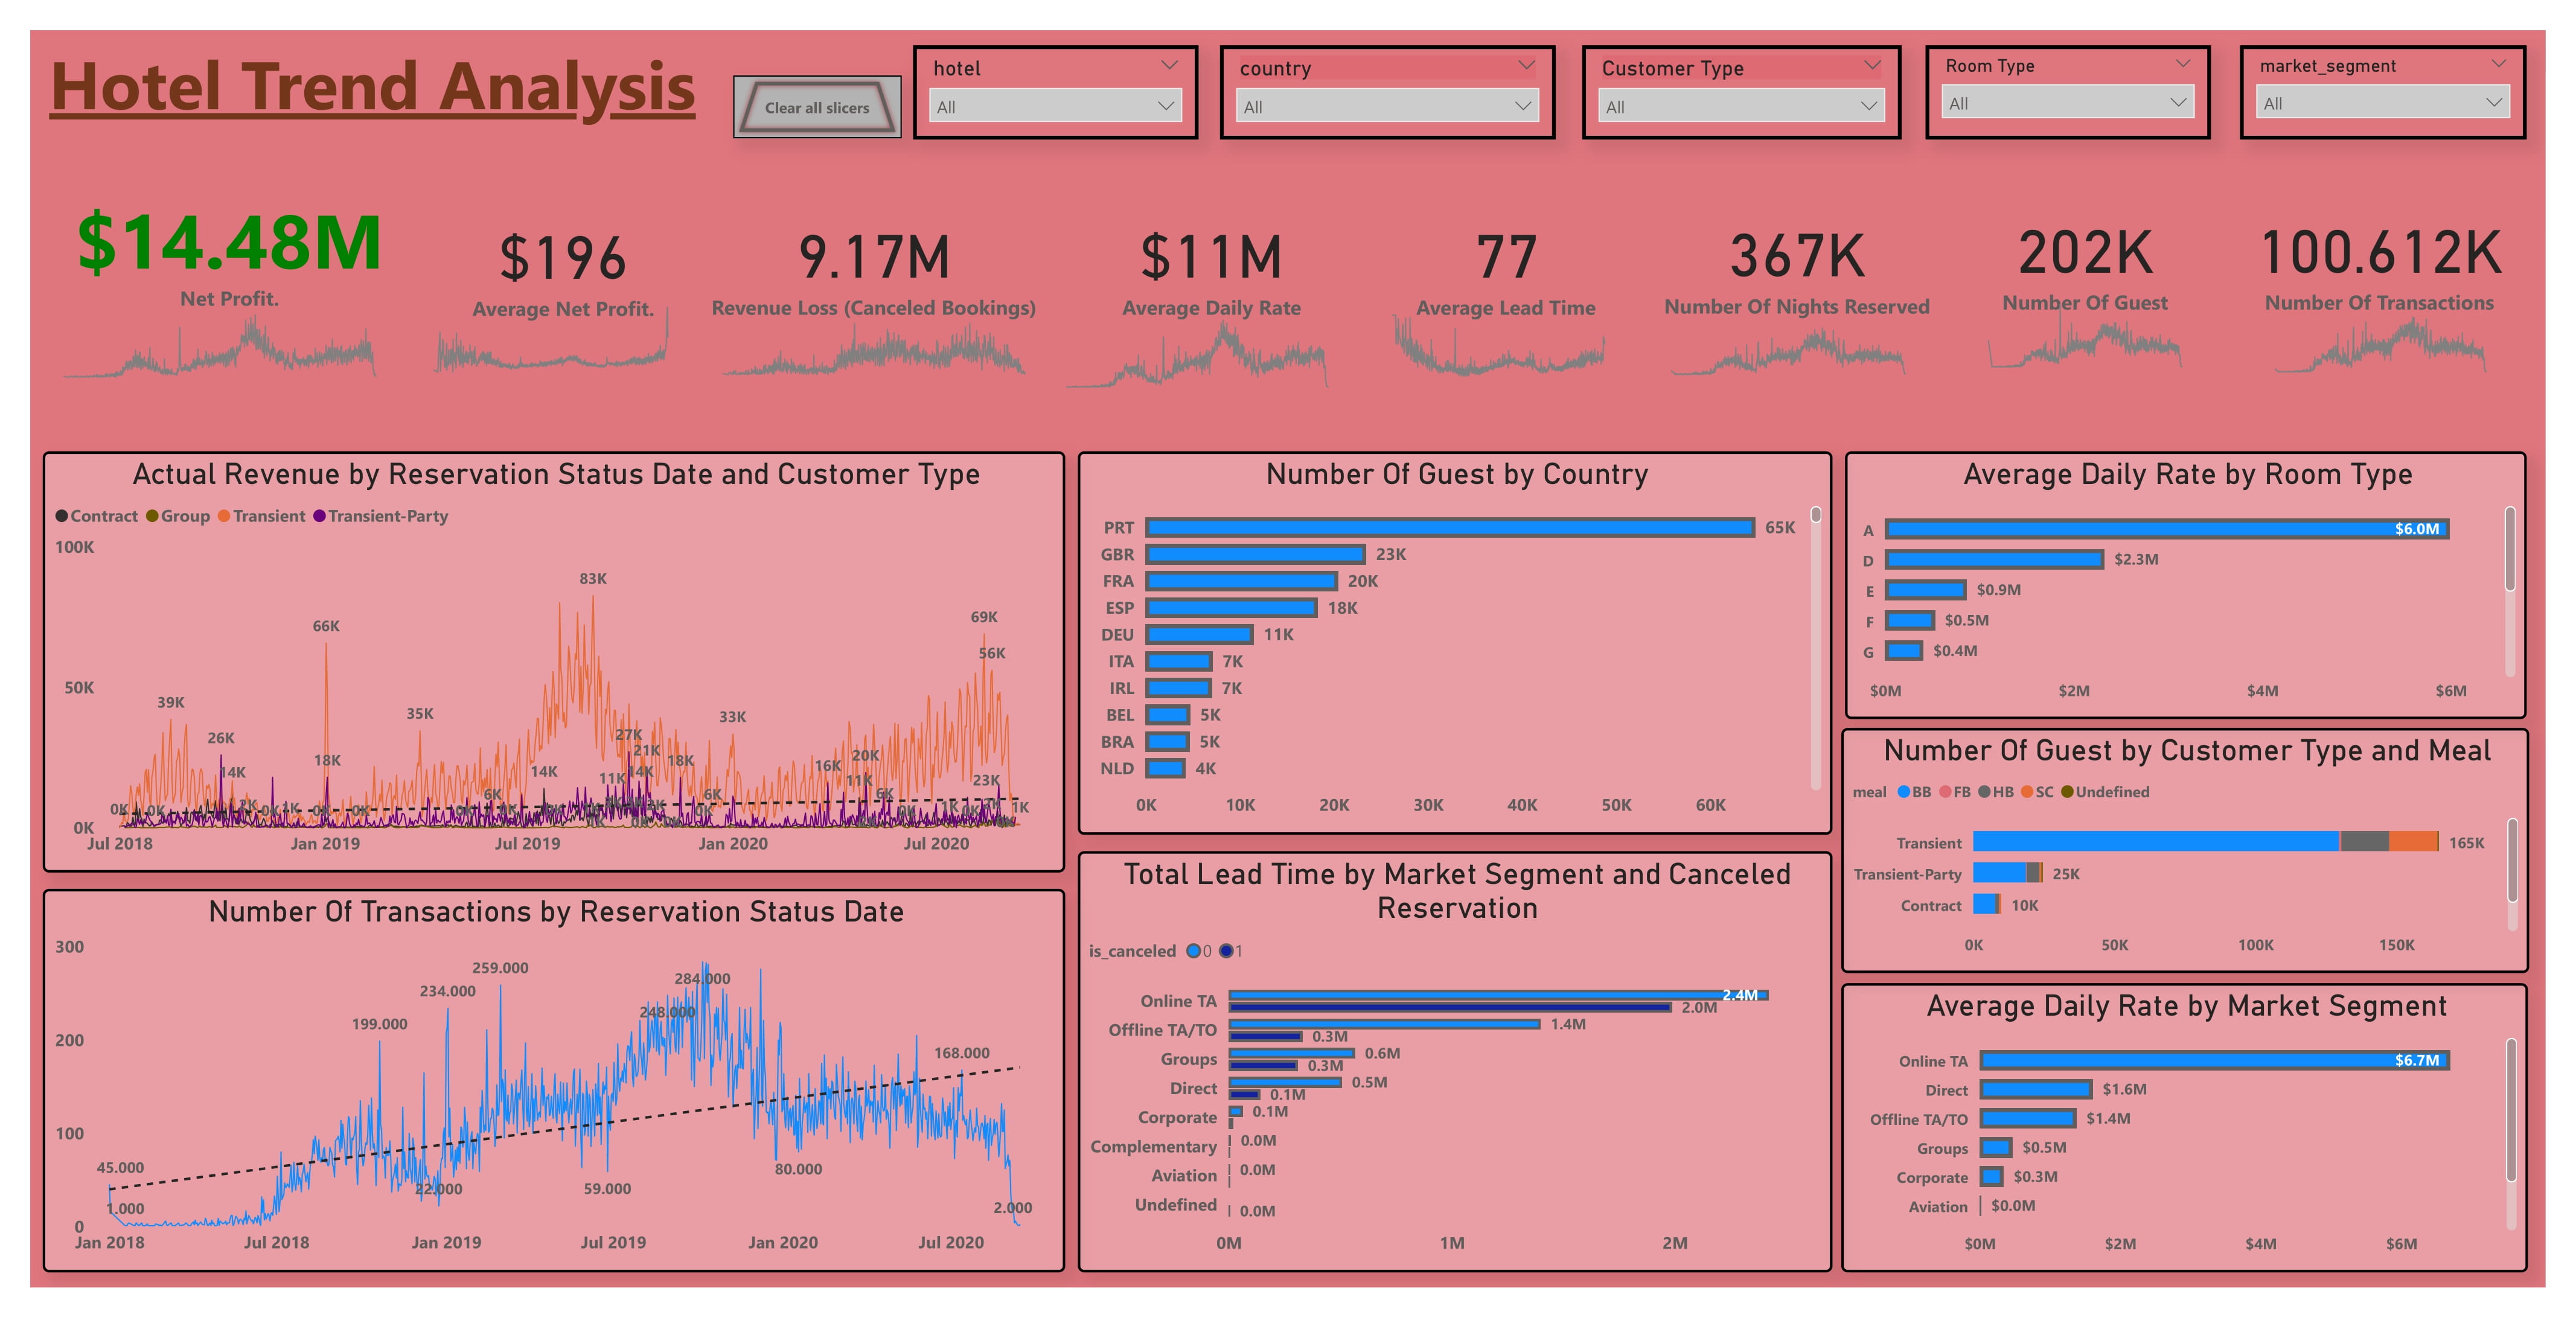 Hotel Trend Analysis
Clear all slicers
hotel
All
country
All
Customer Type
All
Room Type
All
market_segment
All
$14.48M
Net Profit.
$196
Average Net Profit.
9.17M
Revenue Loss (Canceled Bookings)
$11M
Average Daily Rate
77
Average Lead Time
367K
Number Of Nights Reserved
202K
Number Of Guest
100.612K
Number Of Transactions
Actual Revenue by Reservation Status Date and Customer Type
Contract Group Transient Transient-Party
100K
50K
0K
83K
66K
69K
56K
39K
35K
33K
26K
27K
21K
18K
18K
14K
14K
11K
14K
16K
20K
11K
23K
6K
6K
6K
0K
0K
2K
0K
1K
0K
0K
1K
1K
Jul 2018 Jan 2019 Jul 2019 Jan 2020 Jul 2020
Number Of Transactions by Reservation Status Date
300
200
100
0
259.000
234.000
199.000
284.000
248.000
168.000
45.000
1.000
22.000
59.000
80.000
2.000
Jan 2018 Jul 2018 Jan 2019 Jul 2019 Jan 2020 Jul 2020
Number Of Guest by Country
PRT 65K
GBR 23K
FRA 20K
ESP 18K
DEU 11K
ITA 7K
IRL 7K
BEL 5K
BRA 5K
NLD 4K
0K 10K 20K 30K 40K 50K 60K
Total Lead Time by Market Segment and Canceled
Reservation
is_canceled 0 1
Online TA 2.4M
2.0M
Offline TA/TO 1.4M
0.3M
Groups 0.6M
0.3M
Direct 0.5M
0.1M
Corporate 0.1M
Complementary 0.0M
Aviation 0.0M
Undefined 0.0M
0M 1M 2M
Average Daily Rate by Room Type
A $6.0M
D $2.3M
E $0.9M
F $0.5M
G $0.4M
$0M $2M $4M $6M
Number Of Guest by Customer Type and Meal
meal BB FB HB SC Undefined
Transient 165K
Transient-Party 25K
Contract 10K
0K 50K 100K 150K
Average Daily Rate by Market Segment
Online TA $6.7M
Direct $1.6M
Offline TA/TO $1.4M
Groups $0.5M
Corporate $0.3M
Aviation $0.0M
$0M $2M $4M $6M